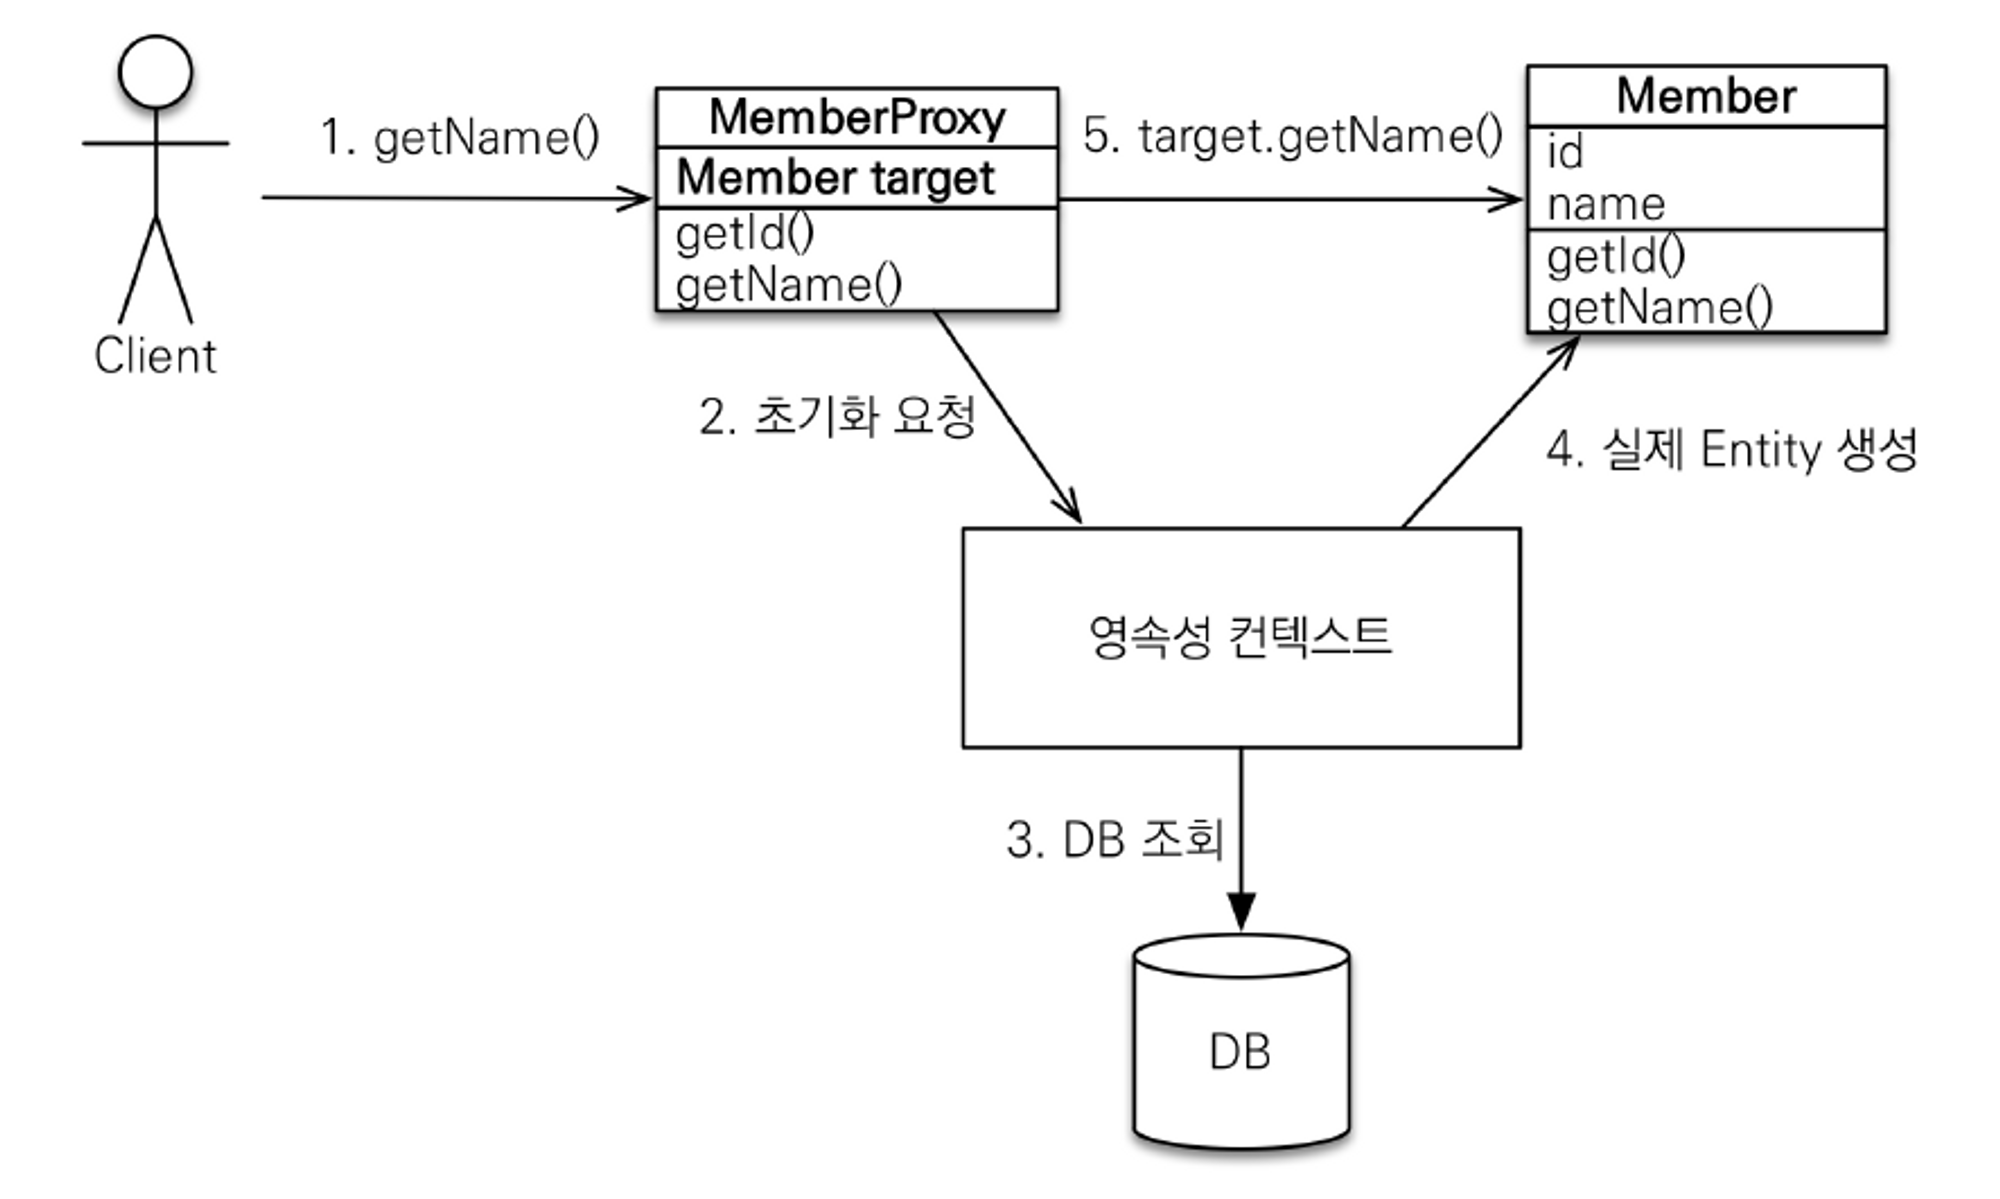 Client
1. getName()
MemberProxy
Member target
getId()
getName()
5. target.getName()
Member
id
name
getId()
getName()
2. 초기화 요청
4. 실제 Entity 생성
영속성 컨텍스트
3. DB 조회
DB